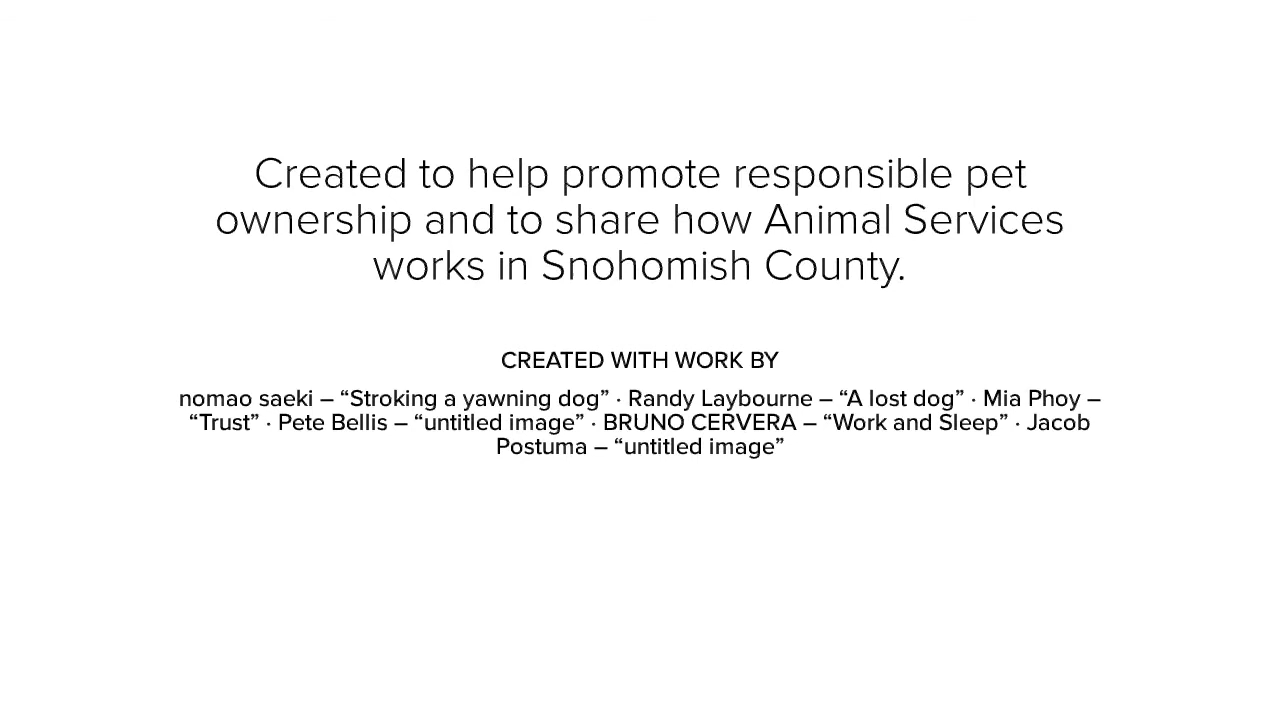 Created to help promote responsible pet
ownership and to share how Animal Services
works in Snohomish County.
CREATED WITH WORK BY
nomao saeki – “Stroking a yawning dog” · Randy Laybourne – “A lost dog” · Mia Phoy –
“Trust” · Pete Bellis – “untitled image” · BRUNO CERVERA – “Work and Sleep” · Jacob
Postuma – “untitled image”